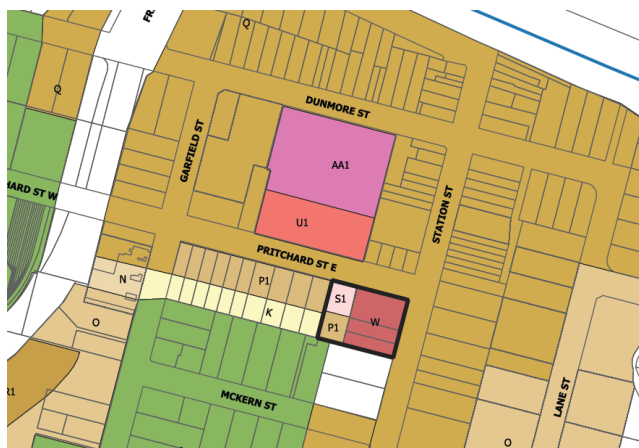 FR
Q
Q
DUNMORE ST
GARFIELD ST
AA1
HARD ST W
STATION ST
U1
PRITCHARD ST E
N
P1
S1
K
W
O
P1
LANE ST
R1
MCKERN ST
O